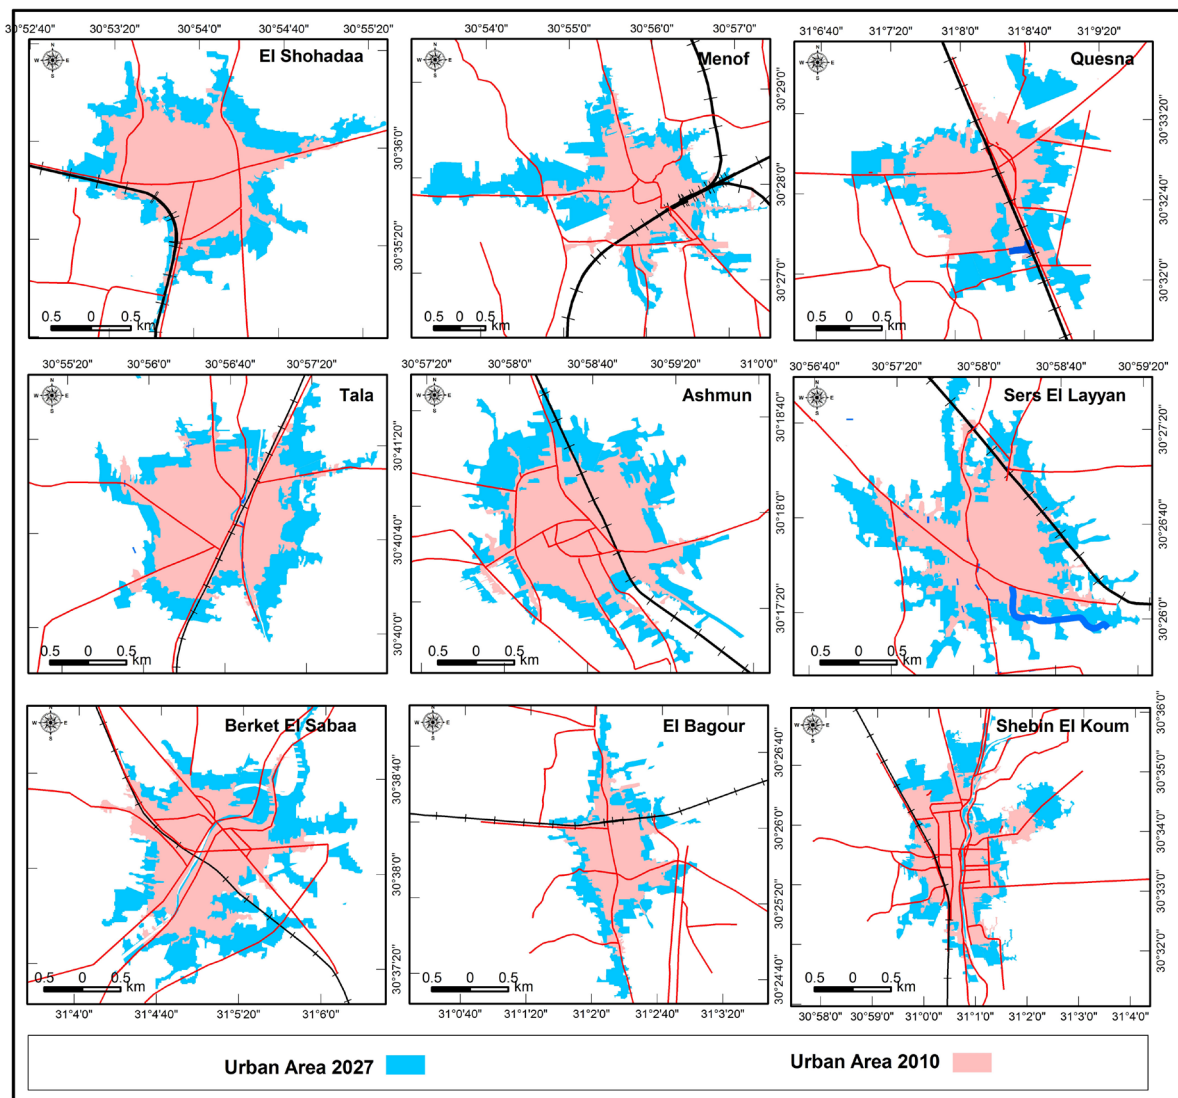 30°52'40" 30°53'20" 30°54'0" 30°54'40" 30°55'20"
El Shohadaa
N
W E
S
0.5 0 0.5 km
30°36'0"
30°35'20"
30°54'0" 30°55'0" 30°56'0" 30°57'0"
Menof
N
W E
S
0.5 0 0.5 km
30°29'0"
30°28'0"
30°27'0"
31°6'40" 31°7'20" 31°8'0" 31°8'40" 31°9'20"
Quesna
N
W E
S
0.5 0 0.5 km
30°33'20"
30°32'40"
30°32'0"
30°55'20" 30°56'0" 30°56'40" 30°57'20"
Tala
N
W E
S
0.5 0 0.5 km
30°41'20"
30°40'40"
30°40'0"
30°57'20" 30°58'0" 30°58'40" 30°59'20" 31°0'0"
Ashmun
N
W E
S
0.5 0 0.5 km
30°18'40"
30°18'0"
30°17'20"
30°56'40" 30°57'20" 30°58'0" 30°58'40" 30°59'20"
Sers El Layyan
N
W E
S
0.5 0 0.5 km
30°27'20"
30°26'40"
30°26'0"
Berket El Sabaa
N
W E
S
0.5 0 0.5 km
30°38'40"
30°38'0"
30°37'20"
31°4'0" 31°4'40" 31°5'20" 31°6'0"
El Bagour
N
W E
S
0.5 0 0.5 km
30°26'40"
30°26'0"
30°25'20"
30°24'40"
31°0'40" 31°1'20" 31°2'0" 31°2'40" 31°3'20"
Shebin El Koum
N
W E
S
0.5 0 0.5 km
30°36'0"
30°35'0"
30°34'0"
30°33'0"
30°32'0"
30°58'0" 30°59'0" 31°0'0" 31°1'0" 31°2'0" 31°3'0" 31°4'0"
Urban Area 2027
Urban Area 2010